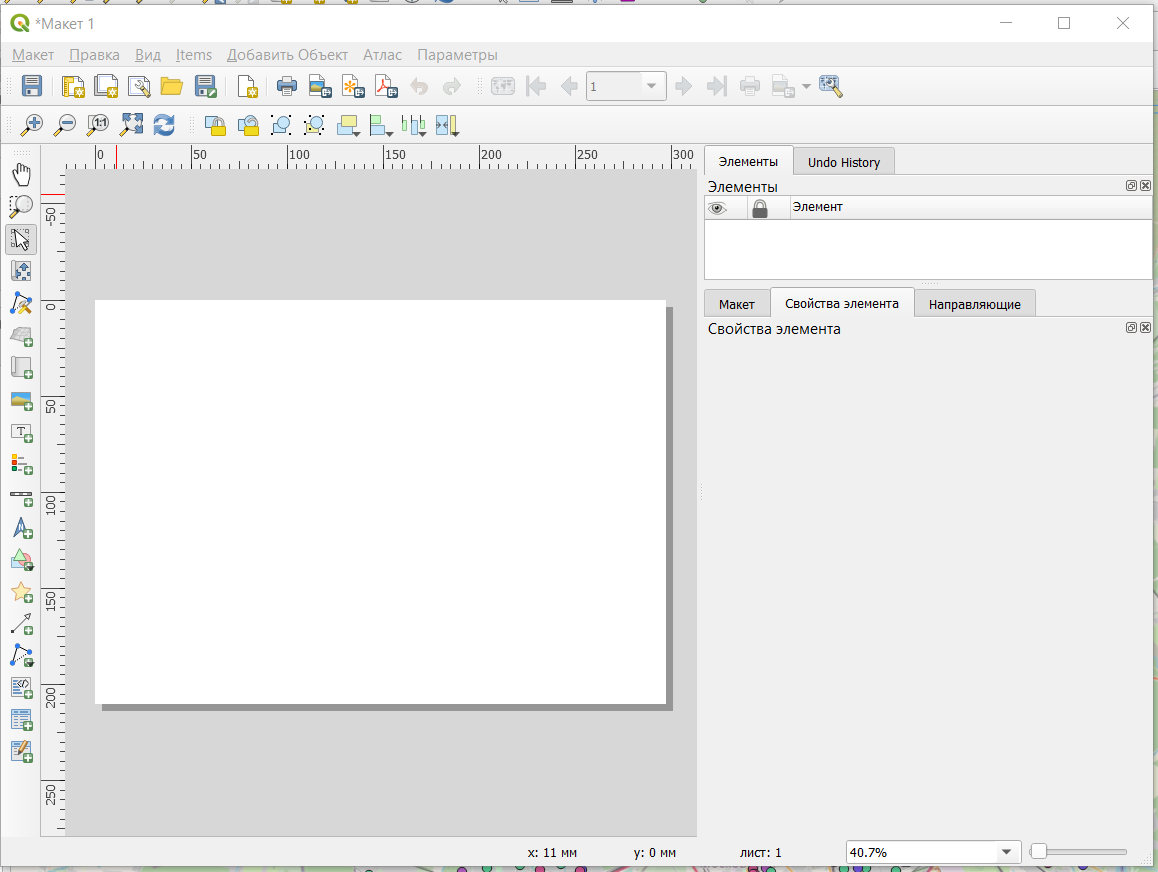 *Макет 1
Макет Правка Вид Items Добавить Объект Атлас Параметры
1
1:1
0 50 100 150 200 250 300
-50
0
50
100
150
200
250
Элементы Undo History
Элементы
Элемент
Макет Свойства элемента Направляющие
Свойства элемента
x: 11 мм y: 0 мм лист: 1 40.7%